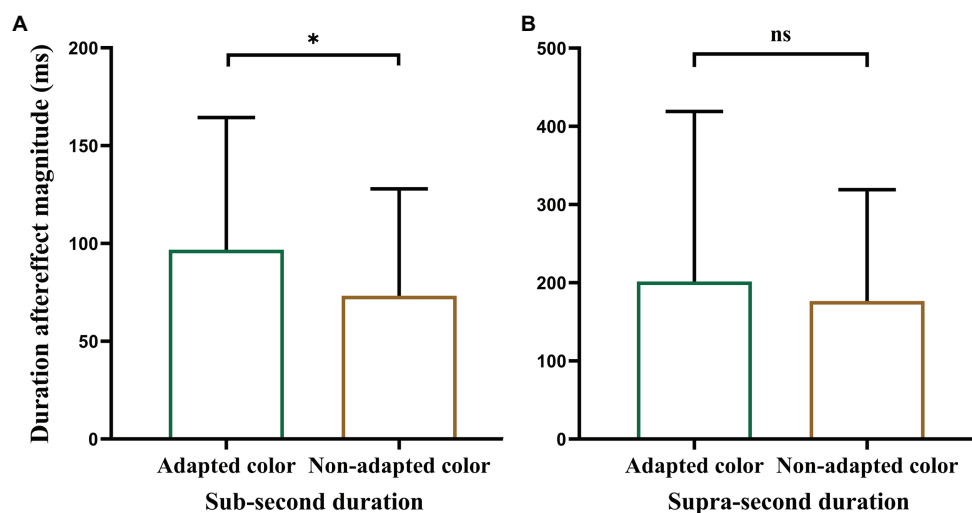 A
Duration aftereffect magnitude (ms)
200
150
100
50
0
*
Adapted color
Non-adapted color
Sub-second duration
B
500
400
300
200
100
0
ns
Adapted color
Non-adapted color
Supra-second duration